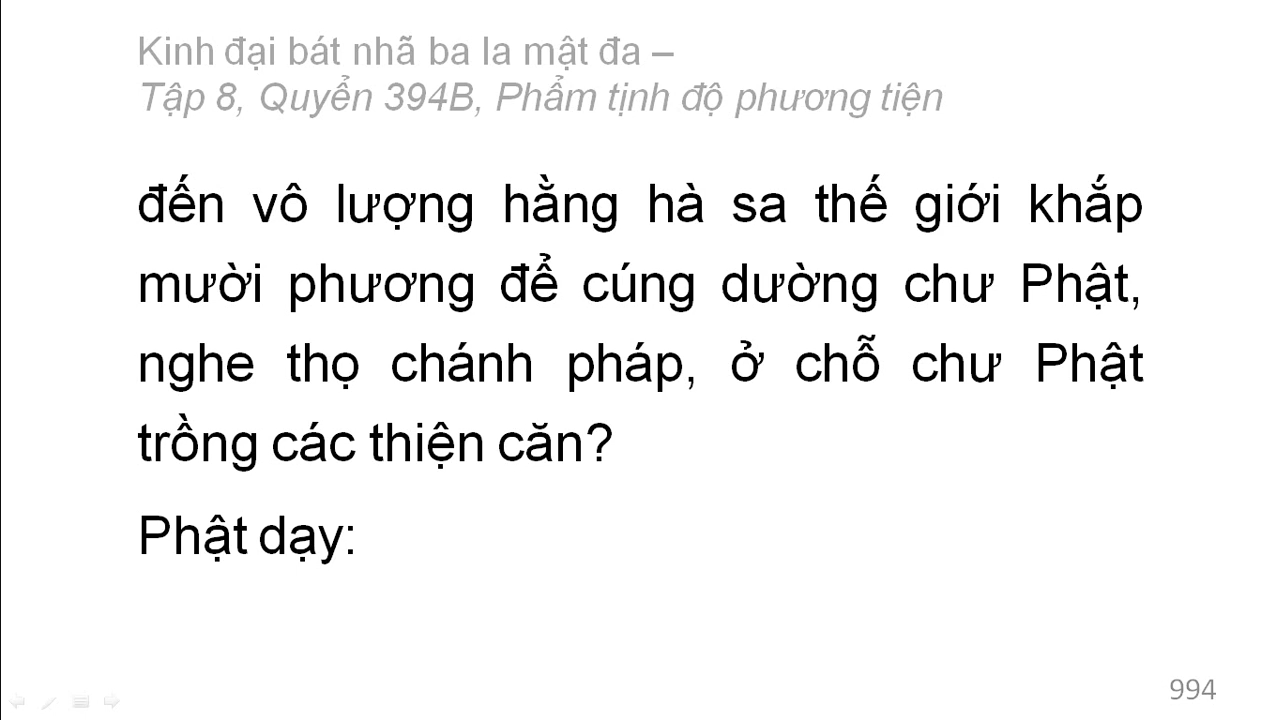 Kinh đại bát nhã ba la mật đa –
Tập 8, Quyển 394B, Phẩm tịnh độ phương tiện
đến vô lượng hằng hà sa thế giới khắp
mười phương để cúng dường chư Phật,
nghe thọ chánh pháp, ở chỗ chư Phật
trồng các thiện căn?
Phật dạy:
994